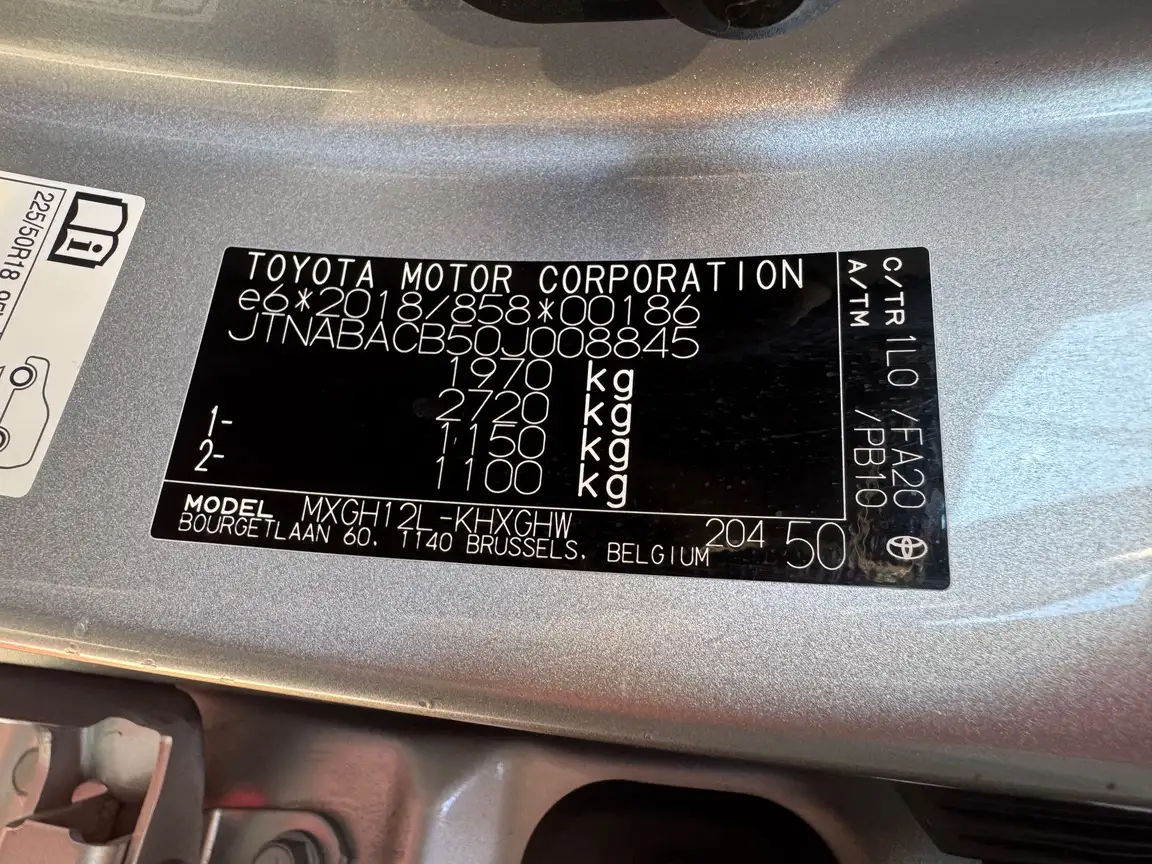 225/50R18 95
i
TOYOTA MOTOR CORPORATION
e6*2018/858*00186
JTNABACB50J008845
1970 kg
2720 kg
1- 1150 kg
2- 1100 kg
MODEL MXGH12L-KHXGHW
BOURGETLAAN 60, 1140 BRUSSELS, BELGIUM
204 50
C/TR 1L0 /FA20
A/TM /PB10